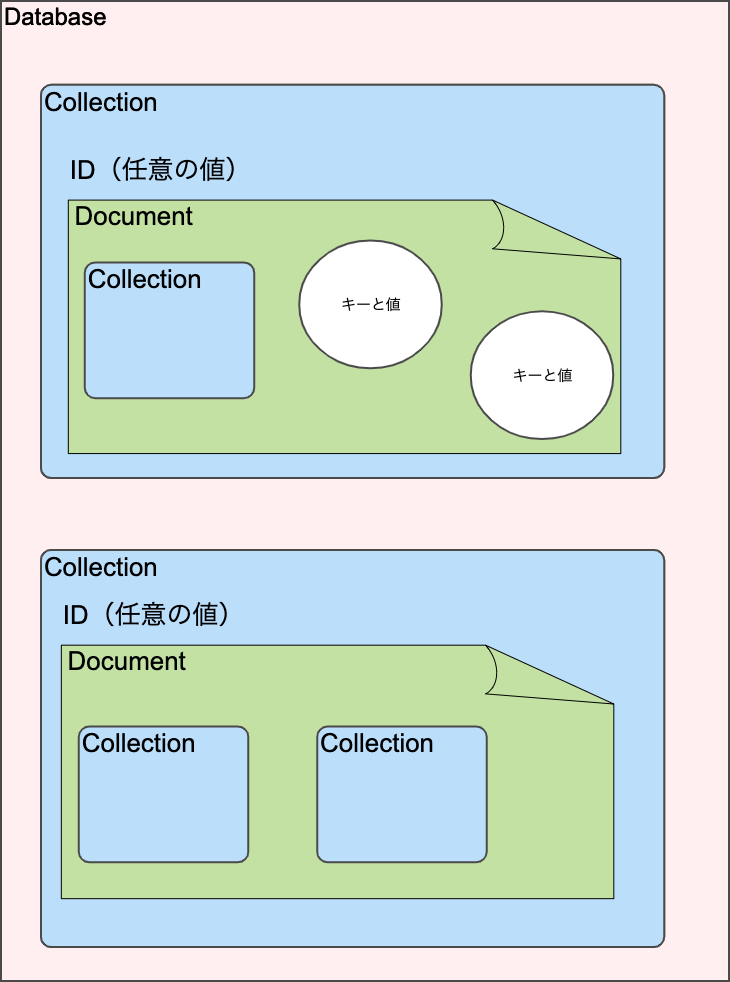 Database
Collection
ID（任意の値）
Document
Collection
キーと値
キーと値
Collection
ID（任意の値）
Document
Collection
Collection